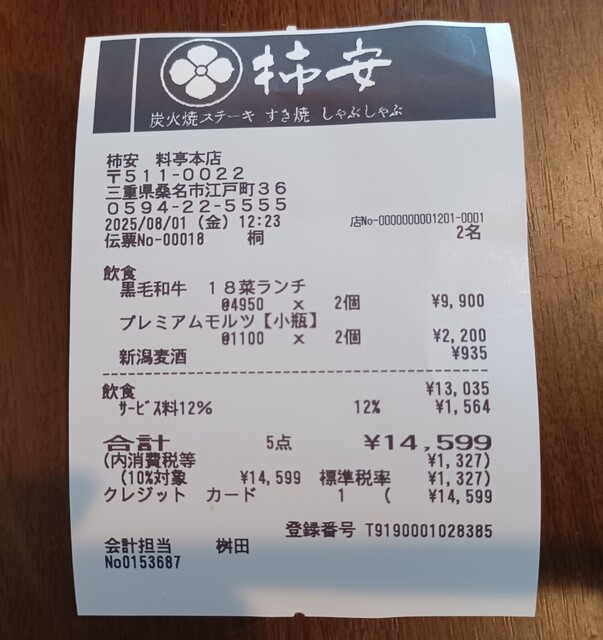 柿安
炭火焼ステーキ すき焼 しゃぶしゃぶ
柿安 料亭本店
〒511-0022
三重県桑名市江戸町36
0594-22-5555
2025/08/01 (金) 12:23 店No-0000000001201-0001
伝票No-00018 桐 2名
飲食
黒毛和牛 18菜ランチ
@4950 × 2個 ¥9,900
プレミアムモルツ【小瓶】
@1100 × 2個 ¥2,200
新潟麦酒 ¥935
飲食 ¥13,035
サービス料12% 12% ¥1,564
合計 5点 ¥14,599
(内消費税等 ¥1,327)
(10%対象 ¥14,599 標準税率 ¥1,327)
クレジット カード 1 ( ¥14,599
登録番号 T9190001028385
会計担当 桝田
No0153687